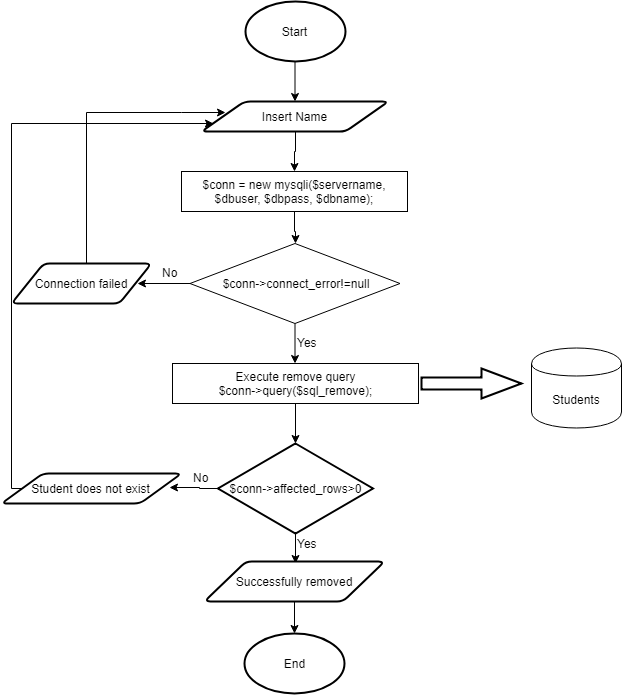 Start
Insert Name
$conn = new mysqli($servername,
$dbuser, $dbpass, $dbname);
$conn->connect_error!=null
No
Connection failed
Yes
Execute remove query
$conn->query($sql_remove);
Students
$conn->affected_rows>0
No
Student does not exist
Yes
Successfully removed
End